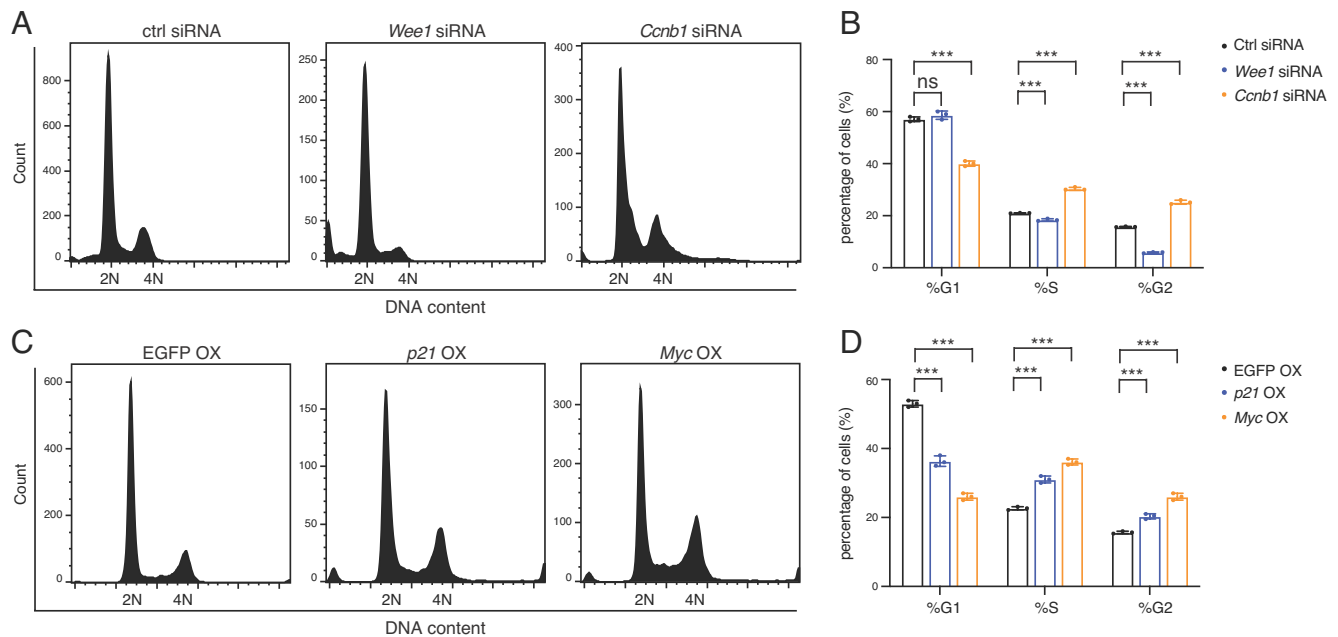 A
ctrl siRNA
Wee1 siRNA
Ccnb1 siRNA
Count
800
600
400
200
0
250
200
150
100
50
0
400
300
200
100
0
2N 4N
2N 4N
2N 4N
DNA content
B
Ctrl siRNA
Wee1 siRNA
Ccnb1 siRNA
percentage of cells (%)
80
60
40
20
0
***
ns
***
***
***
***
%G1 %S %G2
C
EGFP OX
p21 OX
Myc OX
Count
600
400
200
0
150
100
50
0
300
200
100
0
2N 4N
2N 4N
2N 4N
DNA content
D
EGFP OX
p21 OX
Myc OX
percentage of cells (%)
60
40
20
0
***
***
***
***
***
***
%G1 %S %G2